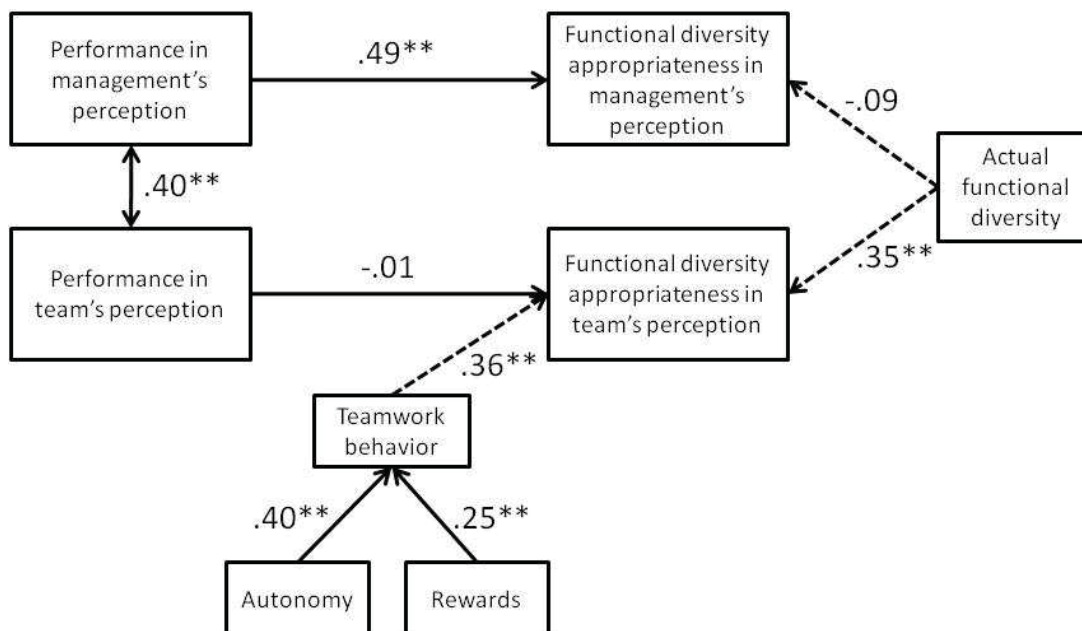 Performance in
management's
perception
.49**
Functional diversity
appropriateness in
management's
perception
-.09
Actual
functional
diversity
.40**
Performance in
team's perception
-.01
Functional diversity
appropriateness in
team's perception
.35**
.36**
Teamwork
behavior
.40**
.25**
Autonomy
Rewards